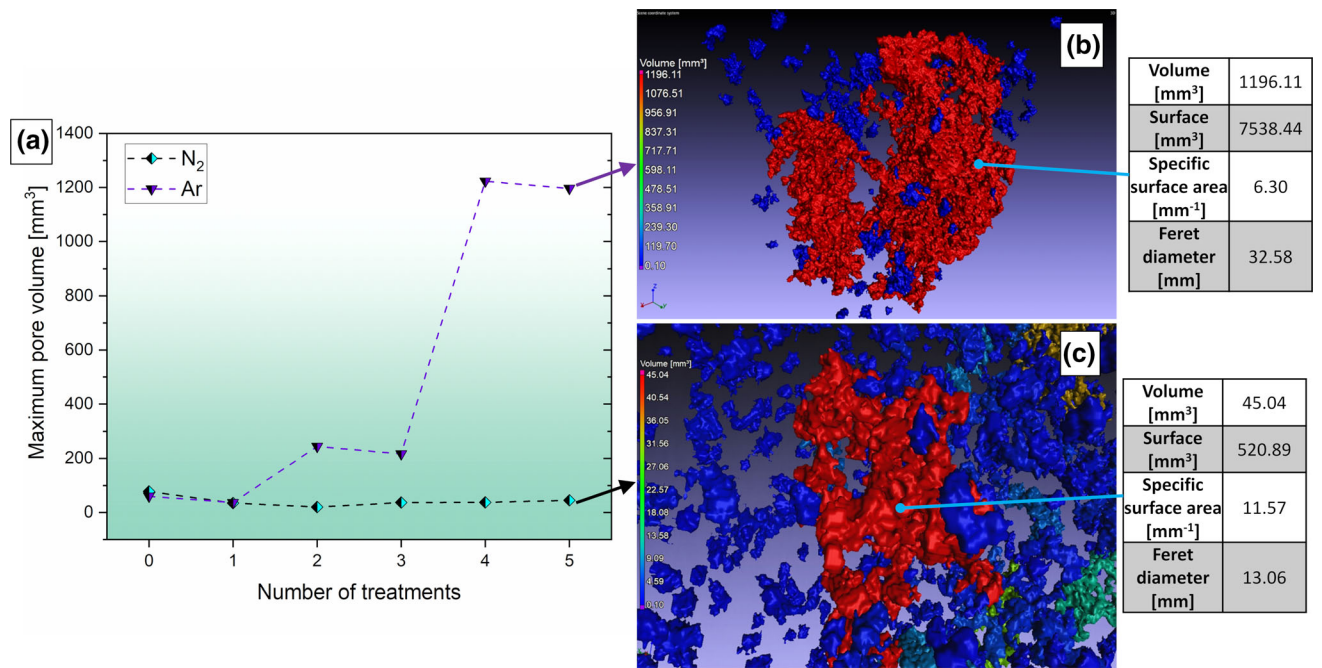 (a)
1400
1200
1000
800
600
400
200
0
Maximum pore volume [mm³]
N₂
Ar
0 1 2 3 4 5
Number of treatments
(b)
Scene coordinate system
3D
Volume [mm³]
1196.11
1076.51
956.91
837.31
717.71
598.11
478.51
358.91
239.30
119.70
0.10
z
x
y
Volume
[mm³]
1196.11
Surface
[mm³]
7538.44
Specific
surface area
[mm⁻¹]
6.30
Feret
diameter
[mm]
32.58
(c)
Volume [mm³]
45.04
40.54
36.05
31.56
27.06
22.57
18.08
13.58
9.09
4.59
0.10
Volume
[mm³]
45.04
Surface
[mm³]
520.89
Specific
surface area
[mm⁻¹]
11.57
Feret
diameter
[mm]
13.06